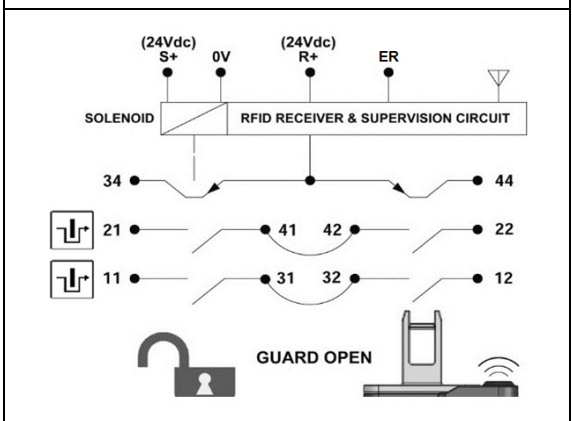 (24Vdc) (24Vdc)
S+ 0V R+ ER
SOLENOID RFID RECEIVER & SUPERVISION CIRCUIT
34 44
21 41 42 22
11 31 32 12
GUARD OPEN